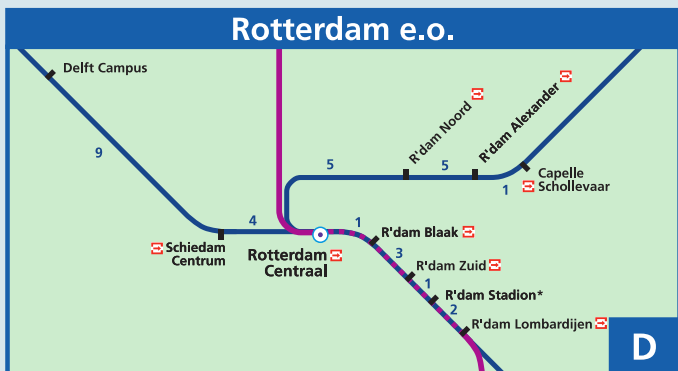 Rotterdam e.o.
Delft Campus
9
R'dam Noord
R'dam Alexander
5
5
1
Capelle
Schollevaar
4
1
Schiedam
Centrum
Rotterdam
Centraal
R'dam Blaak
3
R'dam Zuid
1
R'dam Stadion*
2
R'dam Lombardijen
D